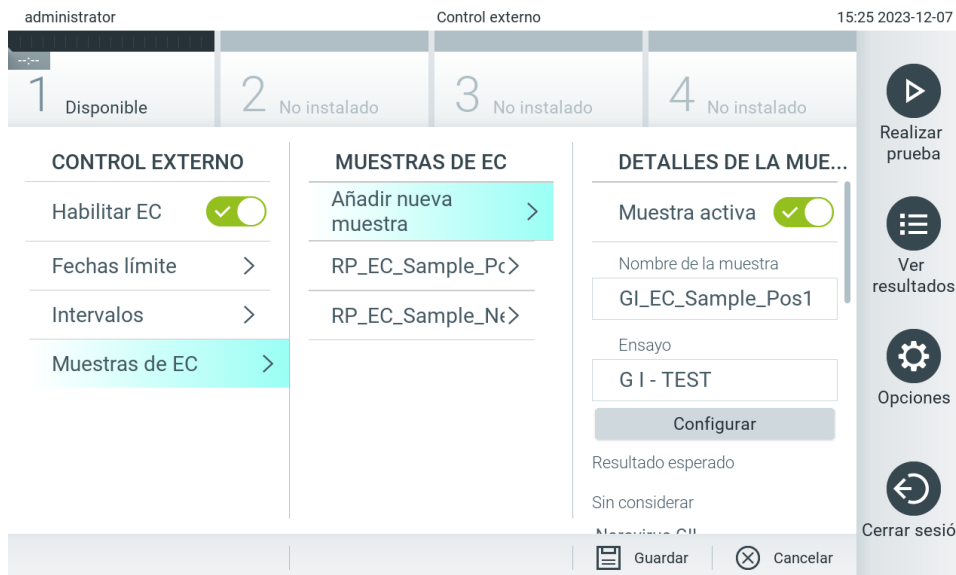 administrator
Control externo
15:25 2023-12-07
--:--
1 Disponible
2 No instalado
3 No instalado
4 No instalado
Realizar
prueba
Ver
resultados
Opciones
Cerrar sesió
CONTROL EXTERNO
Habilitar EC
Fechas límite
Intervalos
Muestras de EC
MUESTRAS DE EC
Añadir nueva
muestra
RP_EC_Sample_Po
RP_EC_Sample_Ne
DETALLES DE LA MUE...
Muestra activa
Nombre de la muestra
GI_EC_Sample_Pos1
Ensayo
G I - TEST
Configurar
Resultado esperado
Sin considerar
Norovirus GII
Guardar
Cancelar